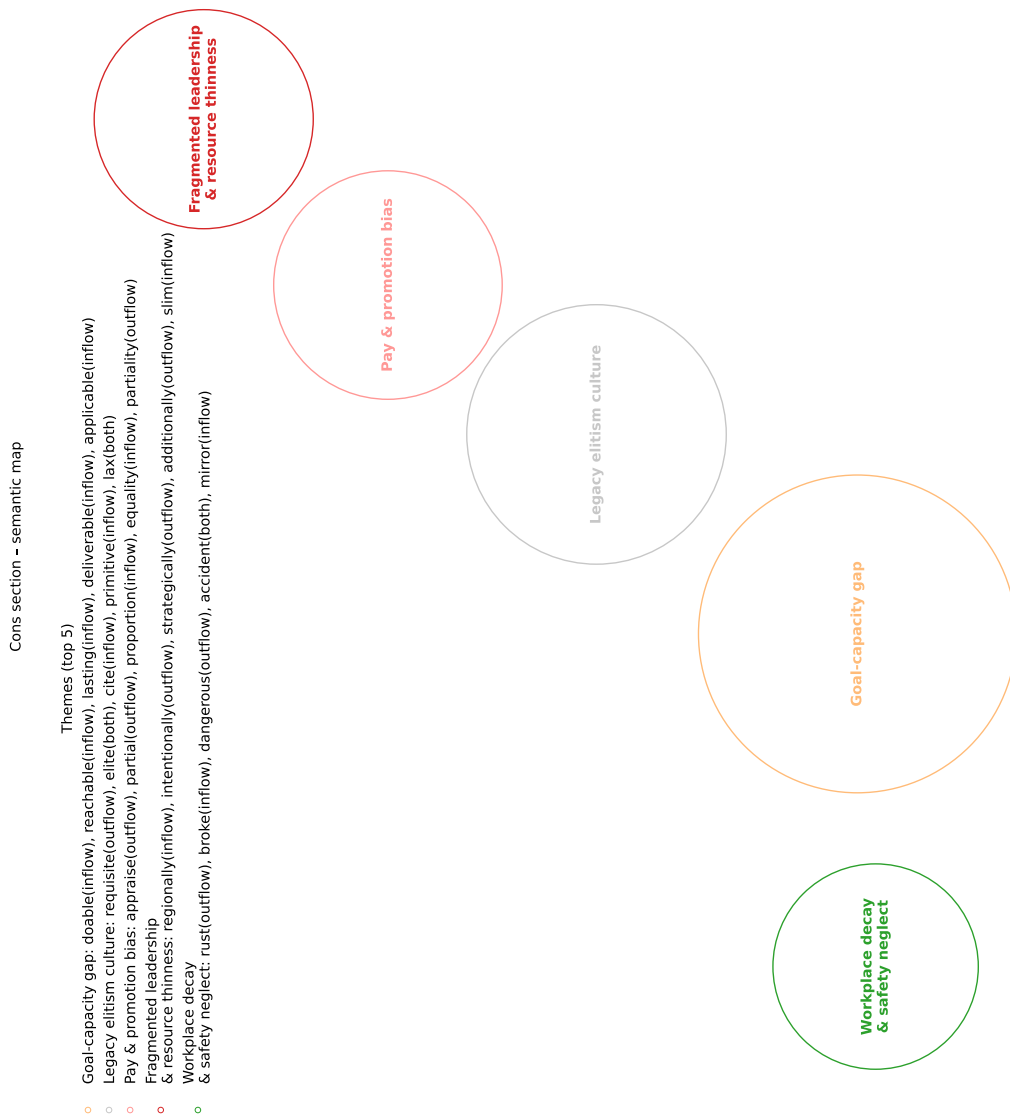 Cons section – semantic map
Themes (top 5)
Goal-capacity gap: doable(inflow), reachable(inflow), lasting(inflow), deliverable(inflow), applicable(inflow)
Legacy elitism culture: requisite(outflow), elite(both), cite(inflow), primitive(inflow), lax(both)
Pay & promotion bias: appraise(outflow), partial(outflow), proportion(inflow), equality(inflow), partiality(outflow)
Fragmented leadership
& resource thinness: regionally(inflow), intentionally(outflow), strategically(outflow), additionally(outflow), slim(inflow)
Workplace decay
& safety neglect: rust(outflow), broke(inflow), dangerous(outflow), accident(both), mirror(inflow)
Fragmented leadership
& resource thinness
Pay & promotion bias
Legacy elitism culture
Goal-capacity gap
Workplace decay
& safety neglect